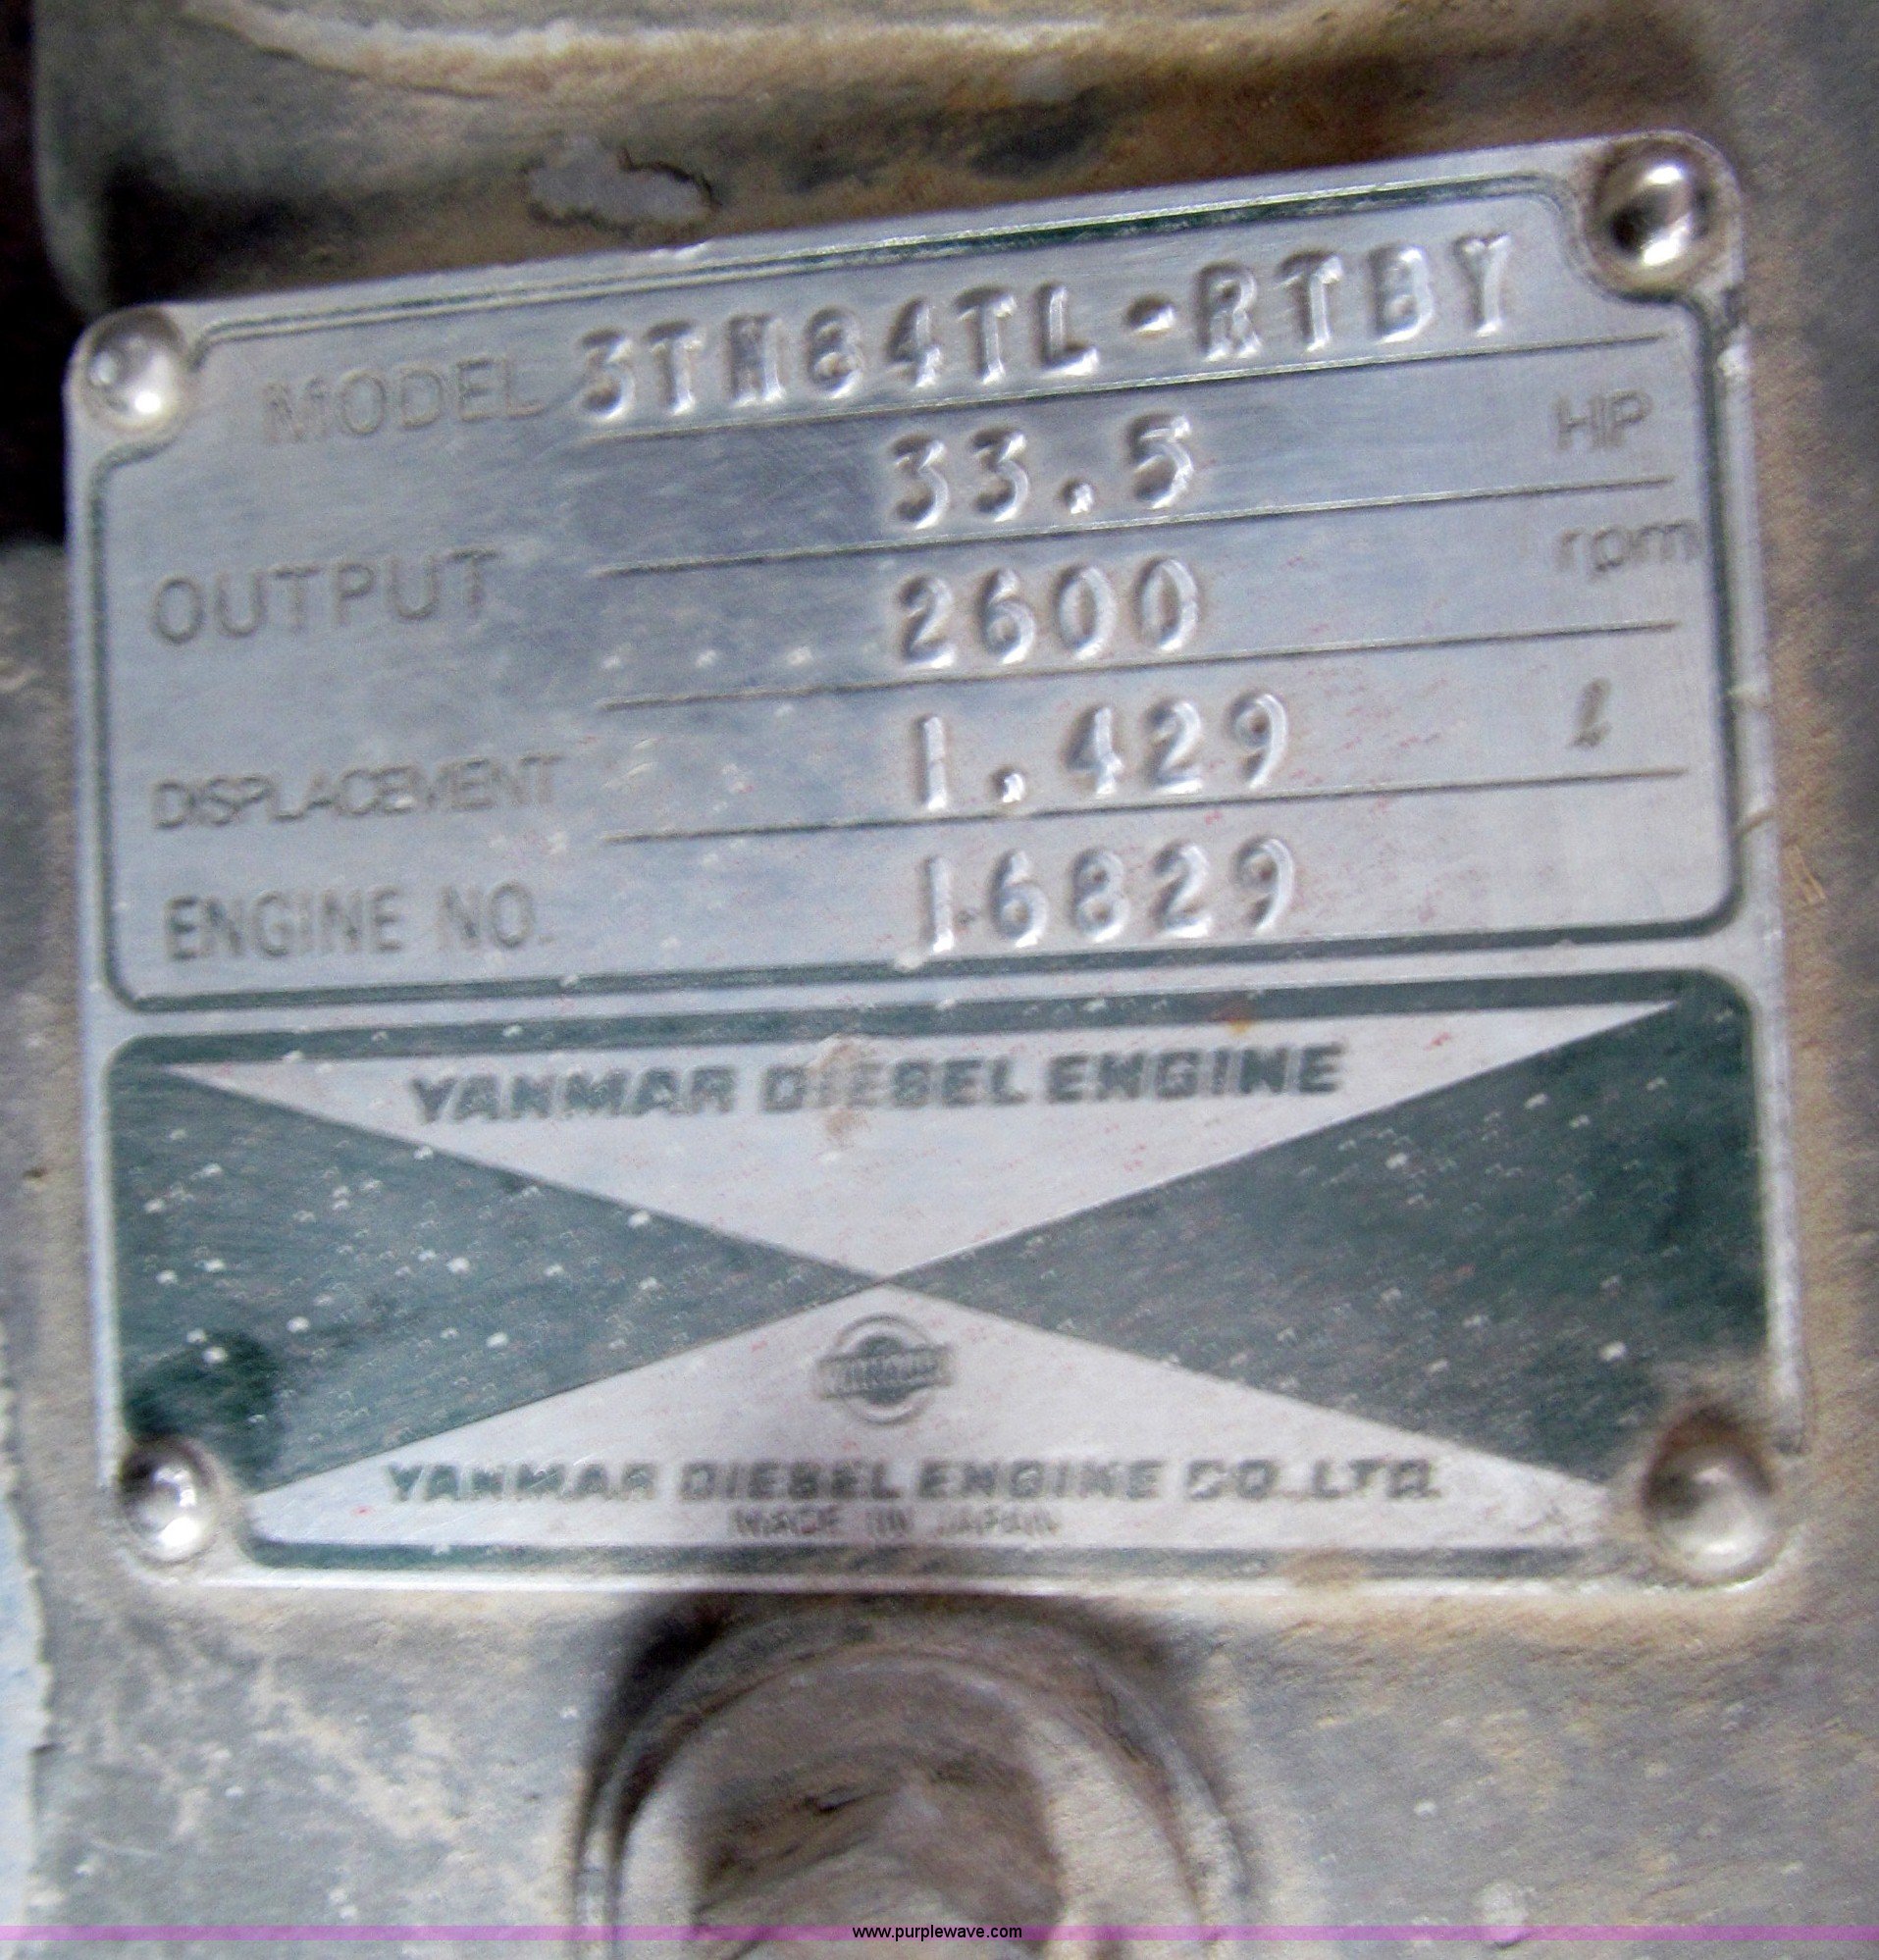 MODEL 3TN84TL-RTBY
33.5 HP
OUTPUT
2600 rpm
DISPLACEMENT 1.429 l
ENGINE NO. 16829
YANMAR DIESEL ENGINE
YANMAR
YANMAR DIESEL ENGINE CO.,LTD.
MADE IN JAPAN
www.purplewave.com